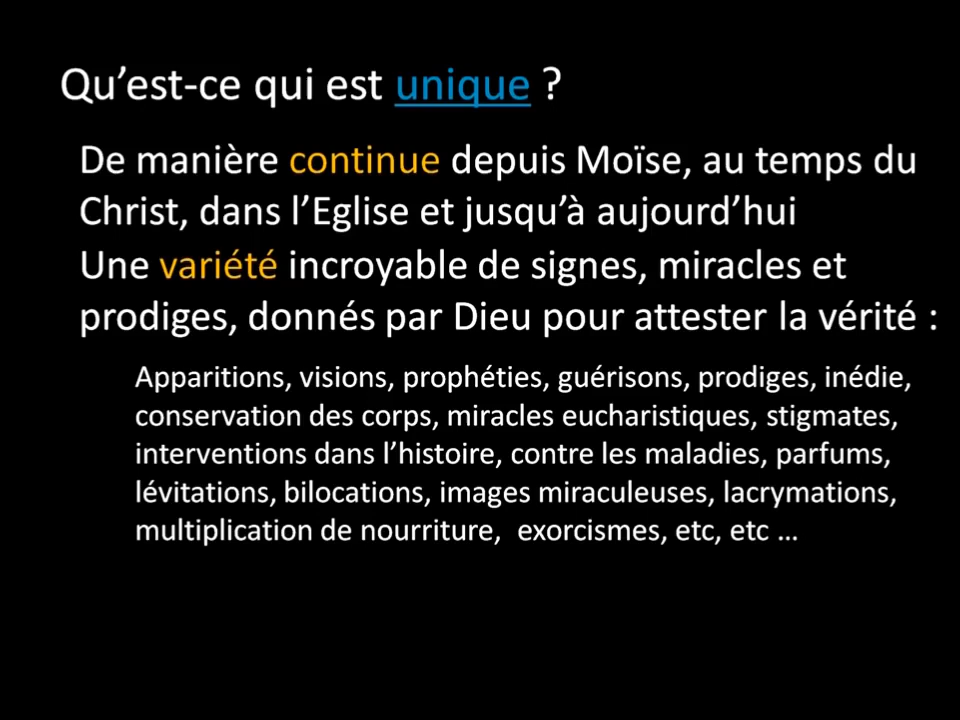 Qu’est-ce qui est unique ?
De manière continue depuis Moïse, au temps du
Christ, dans l’Eglise et jusqu’à aujourd’hui
Une variété incroyable de signes, miracles et
prodiges, donnés par Dieu pour attester la vérité :
Apparitions, visions, prophéties, guérisons, prodiges, inédie,
conservation des corps, miracles eucharistiques, stigmates,
interventions dans l’histoire, contre les maladies, parfums,
lévitations, bilocations, images miraculeuses, lacrymations,
multiplication de nourriture,  exorcismes, etc, etc …